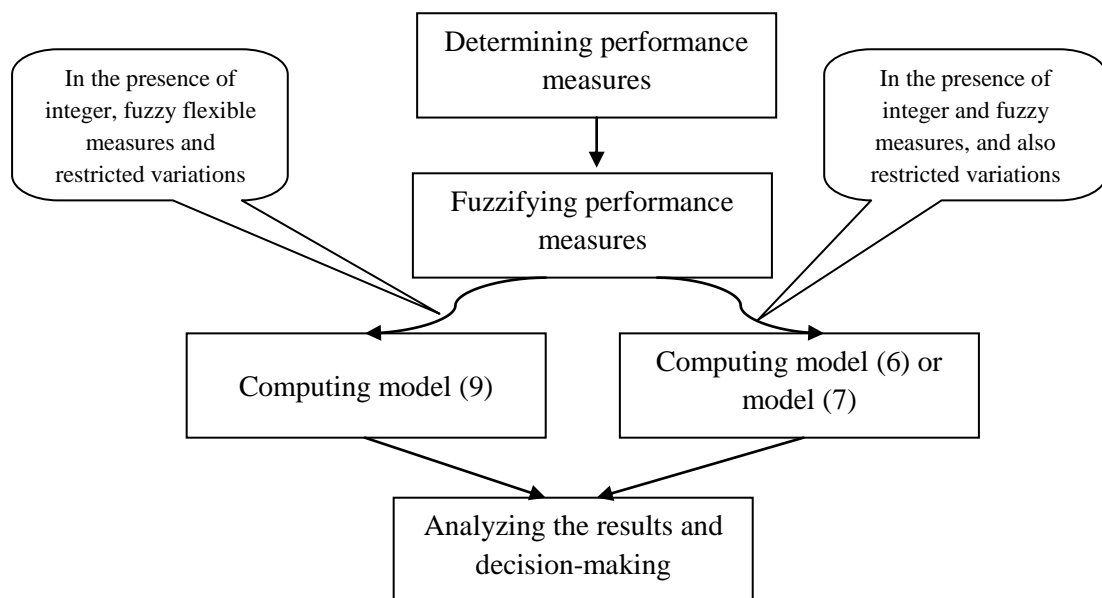 Determining performance
measures
In the presence of
integer, fuzzy flexible
measures and
restricted variations
In the presence of
integer and fuzzy
measures, and also
restricted variations
Fuzzifying performance
measures
Computing model (9)
Computing model (6) or
model (7)
Analyzing the results and
decision-making